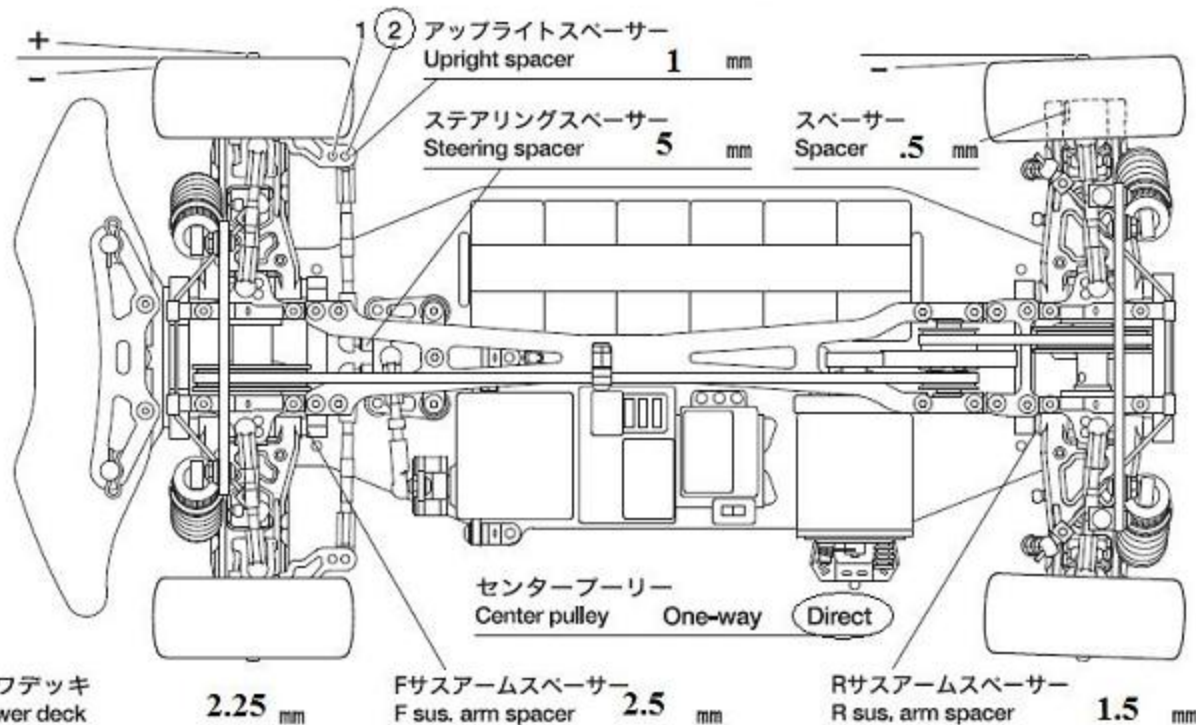 +
−
1 2
アップライトスペーサー
Upright spacer 1 mm
ステアリングスペーサー
Steering spacer 5 mm
−
スペーサー
Spacer .5 mm
センタープーリー
Center pulley One-way Direct
デッキ
wer deck 2.25 mm
Fサスアームスペーサー
F sus. arm spacer 2.5 mm
Rサスアームスペーサー
R sus. arm spacer 1.5 mm